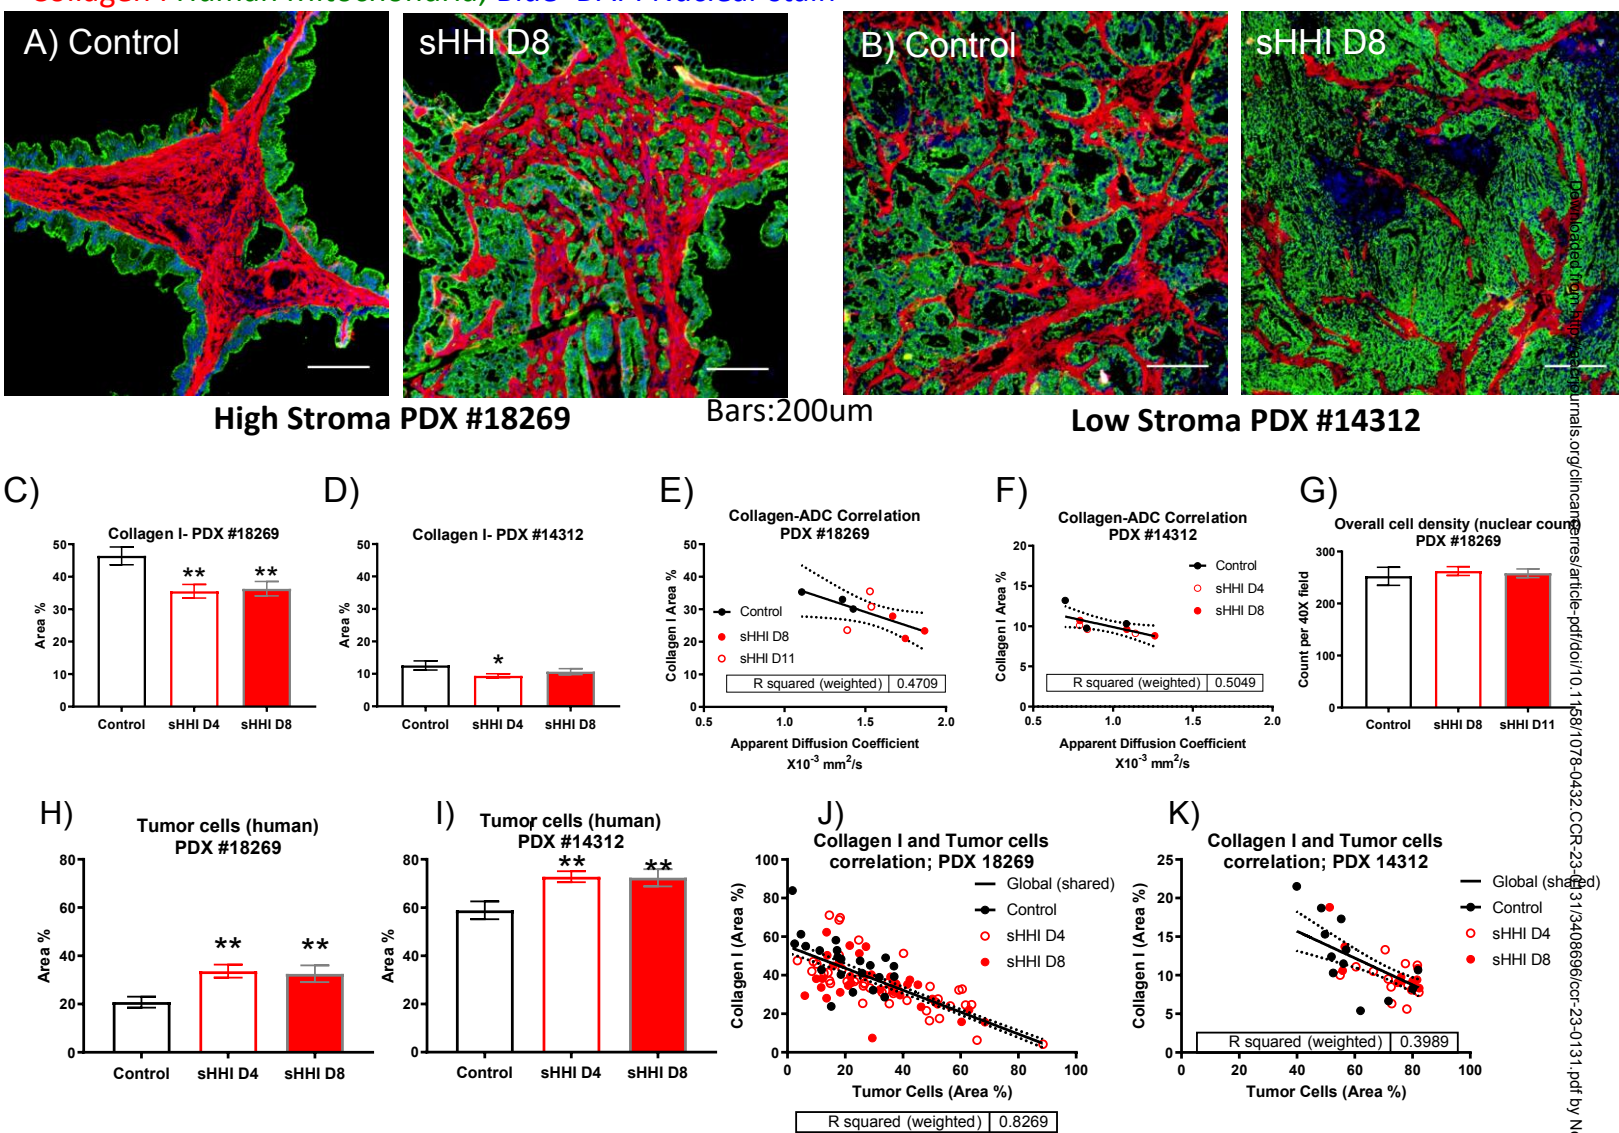 A) Control
sHHI D8
B) Control
sHHI D8
High Stroma PDX #18269
Bars:200um
Low Stroma PDX #14312
C)
Collagen I- PDX #18269
Area %
50
40
30
20
10
0
**
**
Control
sHHI D4
sHHI D8
D)
Collagen I- PDX #14312
Area %
50
40
30
20
10
0
*
Control
sHHI D4
sHHI D8
E)
Collagen-ADC Correlation
PDX #18269
Collagen I Area %
50
40
30
20
10
0
Control
sHHI D8
sHHI D11
R squared (weighted) 0.4709
0.5
1.0
1.5
2.0
Apparent Diffusion Coefficient
X10-3 mm2/s
F)
Collagen-ADC Correlation
PDX #14312
Collagen I Area %
20
15
10
5
0
Control
sHHI D4
sHHI D8
R squared (weighted) 0.5049
0.5
1.0
1.5
2.0
Apparent Diffusion Coefficient
X10-3 mm2/s
G)
Overall cell density (nuclear count)
PDX #18269
Count per 40X field
300
200
100
0
Control
sHHI D8
sHHI D11
H)
Tumor cells (human)
PDX #18269
Area %
80
60
40
20
0
**
**
Control
sHHI D4
sHHI D8
I)
Tumor cells (human)
PDX #14312
Area %
80
60
40
20
0
**
**
Control
sHHI D4
sHHI D8
J)
Collagen I and Tumor cells
correlation; PDX 18269
Collagen I (Area %)
100
80
60
40
20
0
Global (shared)
Control
sHHI D4
sHHI D8
0
20
40
60
80
100
Tumor Cells (Area %)
R squared (weighted) 0.8269
K)
Collagen I and Tumor cells
correlation; PDX 14312
Collagen I (Area %)
25
20
15
10
5
0
Global (shared)
Control
sHHI D4
sHHI D8
R squared (weighted) 0.3989
0
20
40
60
80
100
Tumor Cells (Area %)